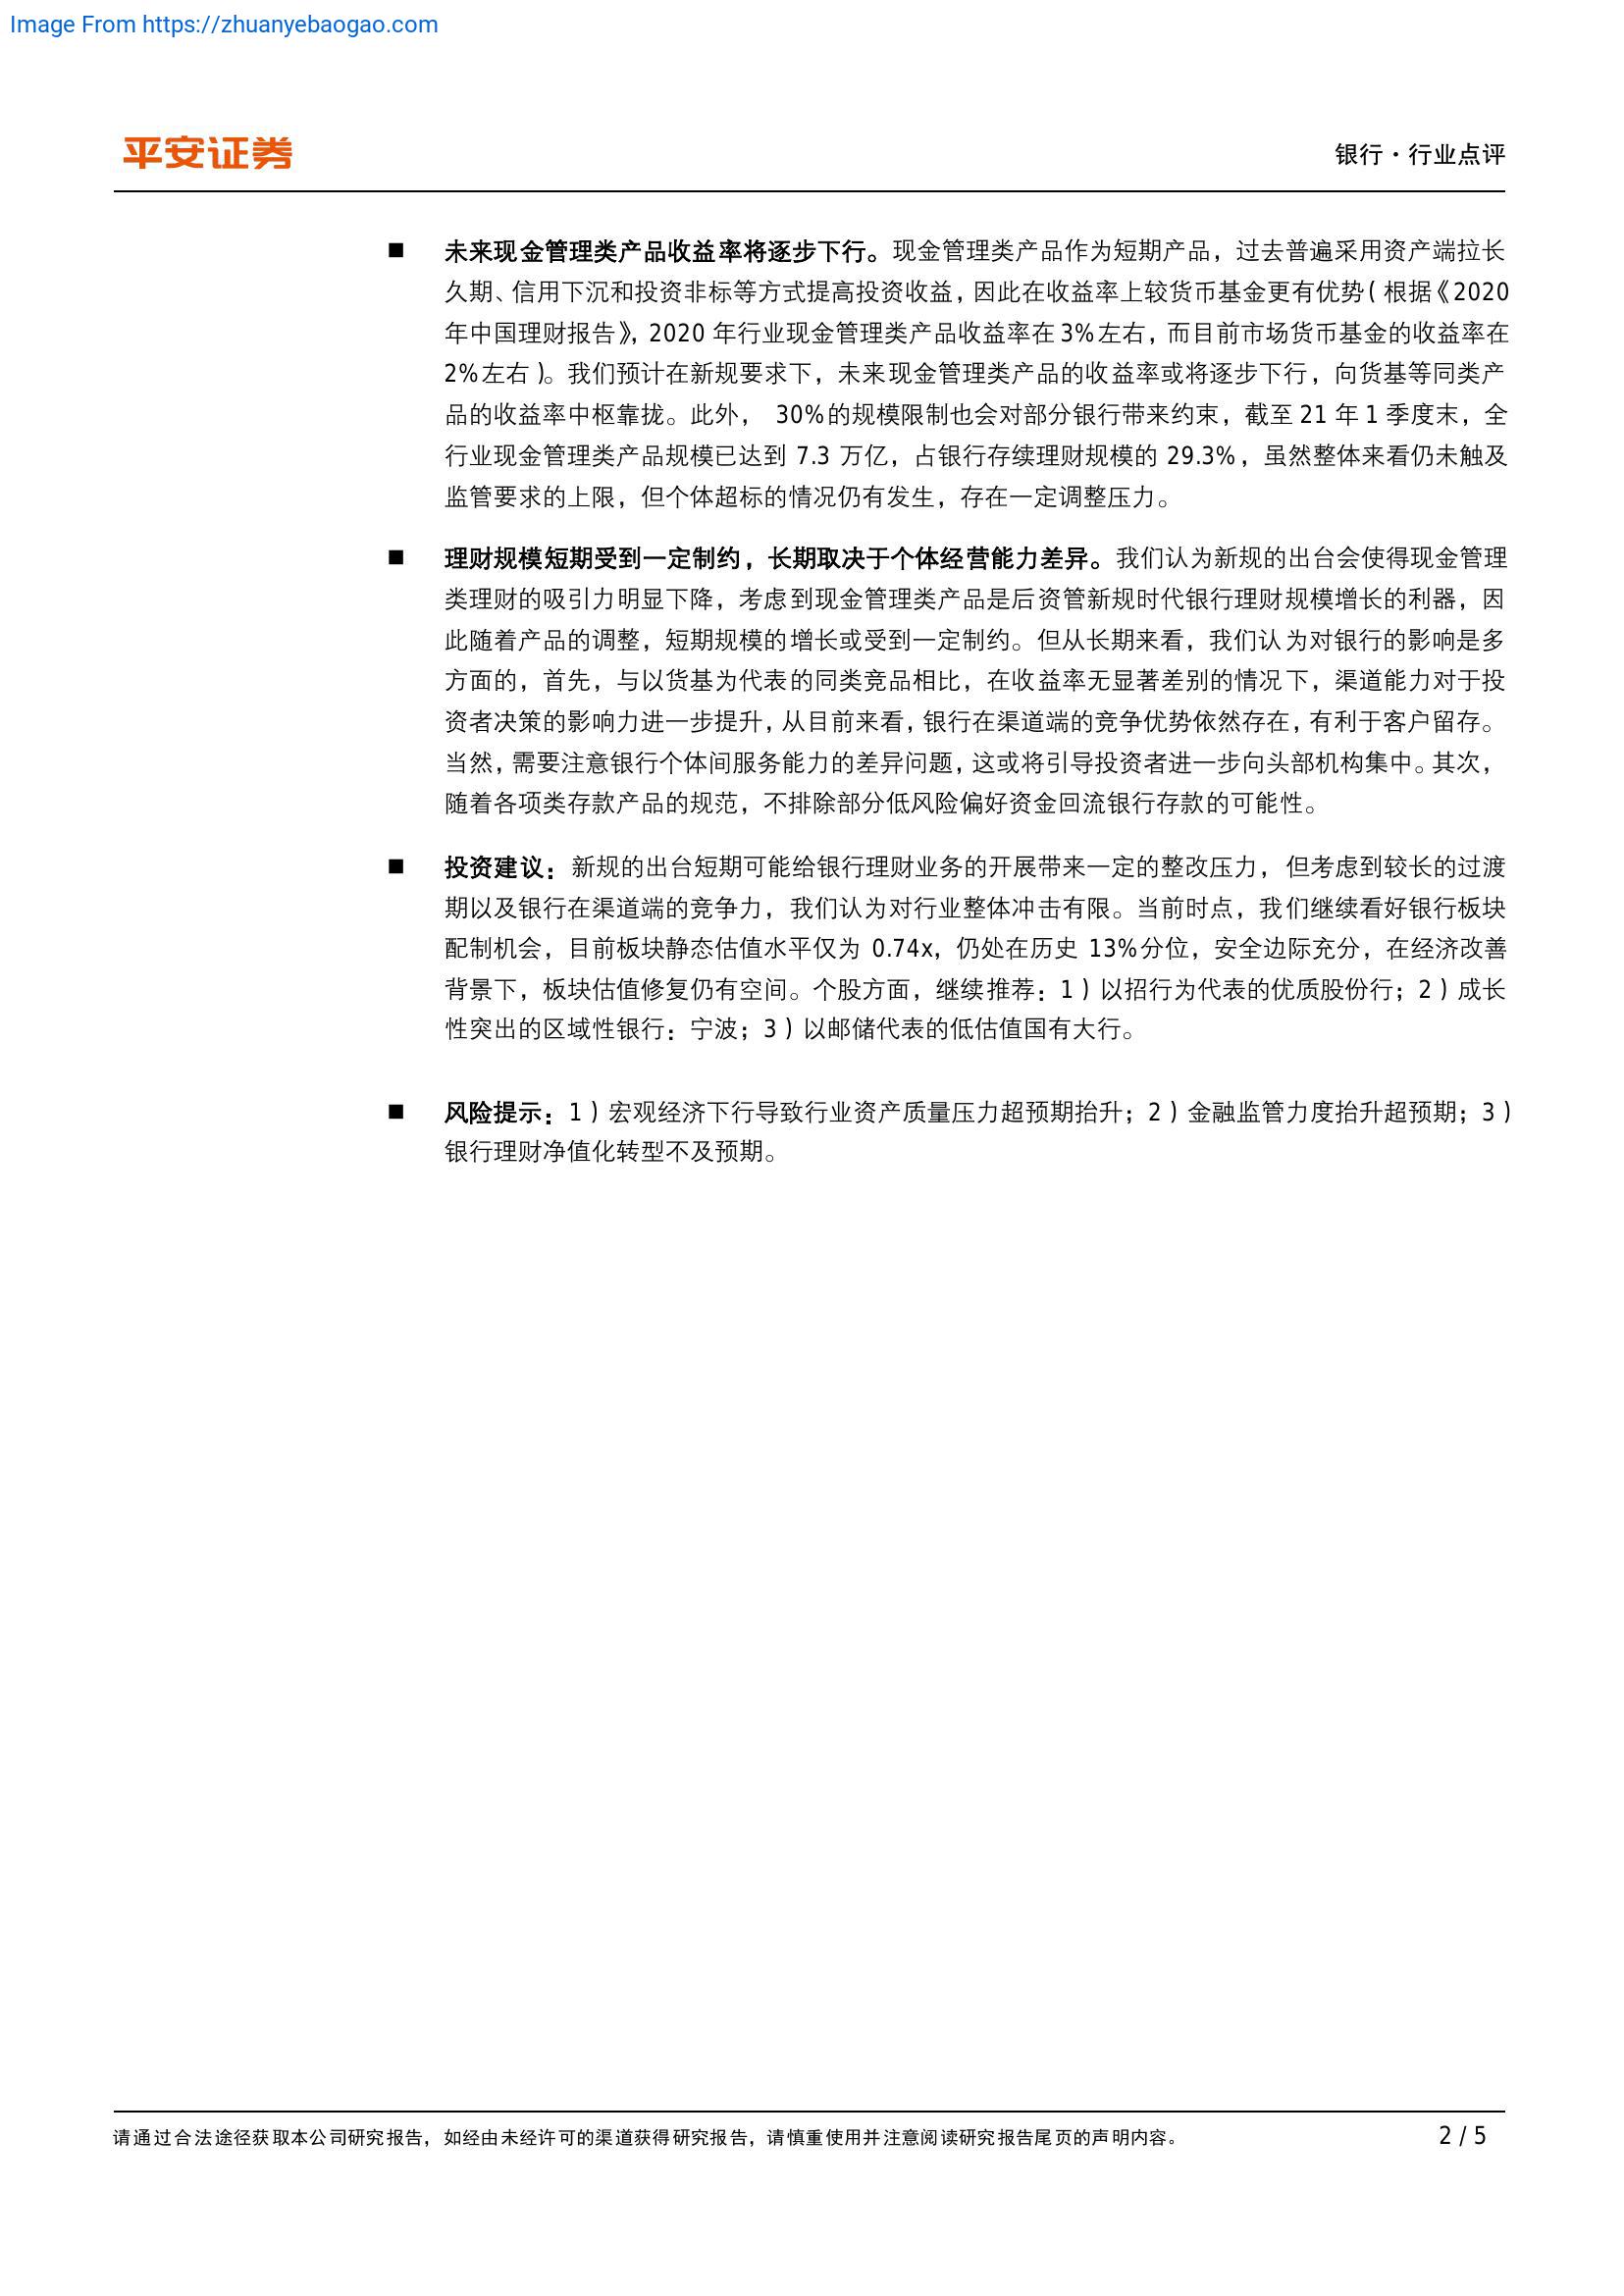 Image From https://zhuanyebaogao.com
平安证券
银行·行业点评
■ 未来现金管理类产品收益率将逐步下行。现金管理类产品作为短期产品，过去普遍采用资产端拉长
久期、信用下沉和投资非标等方式提高投资收益，因此在收益率上较货币基金更有优势（根据《2020
年中国理财报告》，2020 年行业现金管理类产品收益率在 3%左右，而目前市场货币基金的收益率在
2%左右）。我们预计在新规要求下，未来现金管理类产品的收益率或将逐步下行，向货基等同类产
品的收益率中枢靠拢。此外， 30%的规模限制也会对部分银行带来约束，截至 21 年 1 季度末，全
行业现金管理类产品规模已达到 7.3 万亿，占银行存续理财规模的 29.3%，虽然整体来看仍未触及
监管要求的上限，但个体超标的情况仍有发生，存在一定调整压力。
■ 理财规模短期受到一定制约，长期取决于个体经营能力差异。我们认为新规的出台会使得现金管理
类理财的吸引力明显下降，考虑到现金管理类产品是后资管新规时代银行理财规模增长的利器，因
此随着产品的调整，短期规模的增长或受到一定制约。但从长期来看，我们认为对银行的影响是多
方面的，首先，与以货基为代表的同类竞品相比，在收益率无显著差别的情况下，渠道能力对于投
资者决策的影响力进一步提升，从目前来看，银行在渠道端的竞争优势依然存在，有利于客户留存。
当然，需要注意银行个体间服务能力的差异问题，这或将引导投资者进一步向头部机构集中。其次，
随着各项类存款产品的规范，不排除部分低风险偏好资金回流银行存款的可能性。
■ 投资建议：新规的出台短期可能给银行理财业务的开展带来一定的整改压力，但考虑到较长的过渡
期以及银行在渠道端的竞争力，我们认为对行业整体冲击有限。当前时点，我们继续看好银行板块
配制机会，目前板块静态估值水平仅为 0.74x，仍处在历史 13%分位，安全边际充分，在经济改善
背景下，板块估值修复仍有空间。个股方面，继续推荐：1）以招行为代表的优质股份行；2）成长
性突出的区域性银行：宁波；3）以邮储代表的低估值国有大行。
■ 风险提示：1）宏观经济下行导致行业资产质量压力超预期抬升；2）金融监管力度抬升超预期；3）
银行理财净值化转型不及预期。
请通过合法途径获取本公司研究报告，如经由未经许可的渠道获得研究报告，请慎重使用并注意阅读研究报告尾页的声明内容。
2 / 5